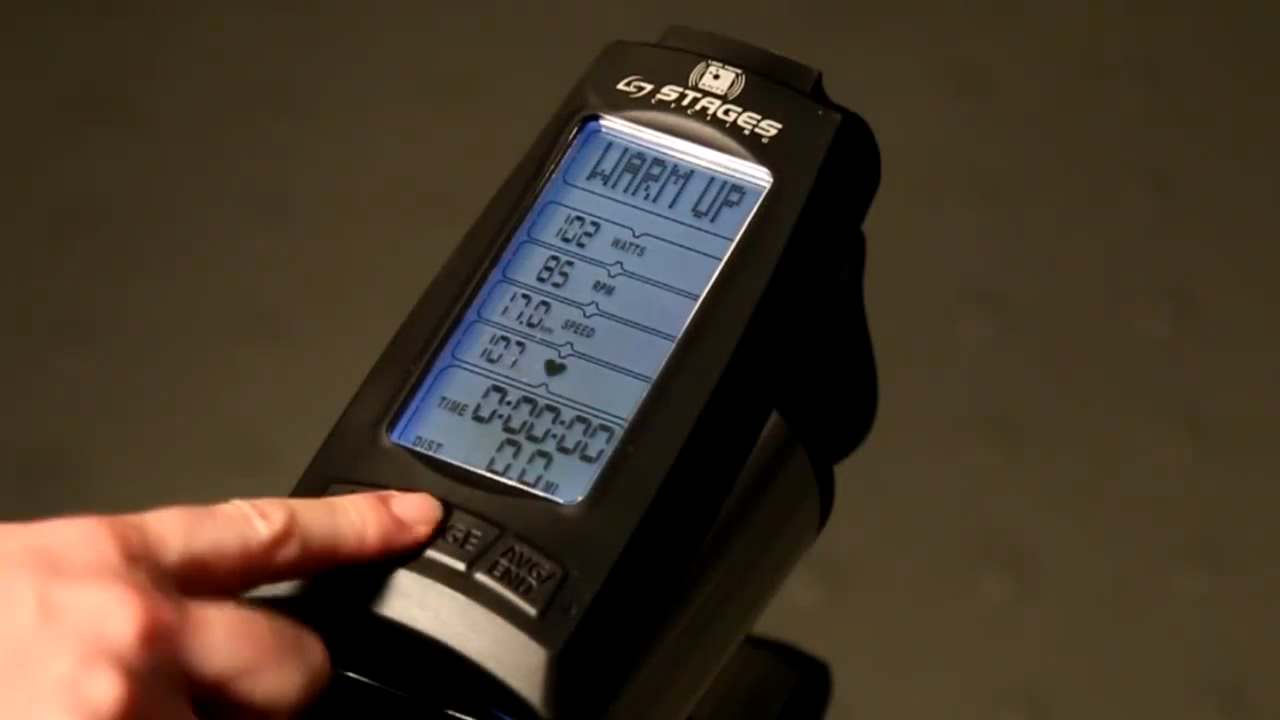 STAGES
CYCLING
WARM UP
102 WATTS
85 RPM
17.0 SPEED
107
TIME 0:00:00
DIST 0.0 MI
AVG/
END